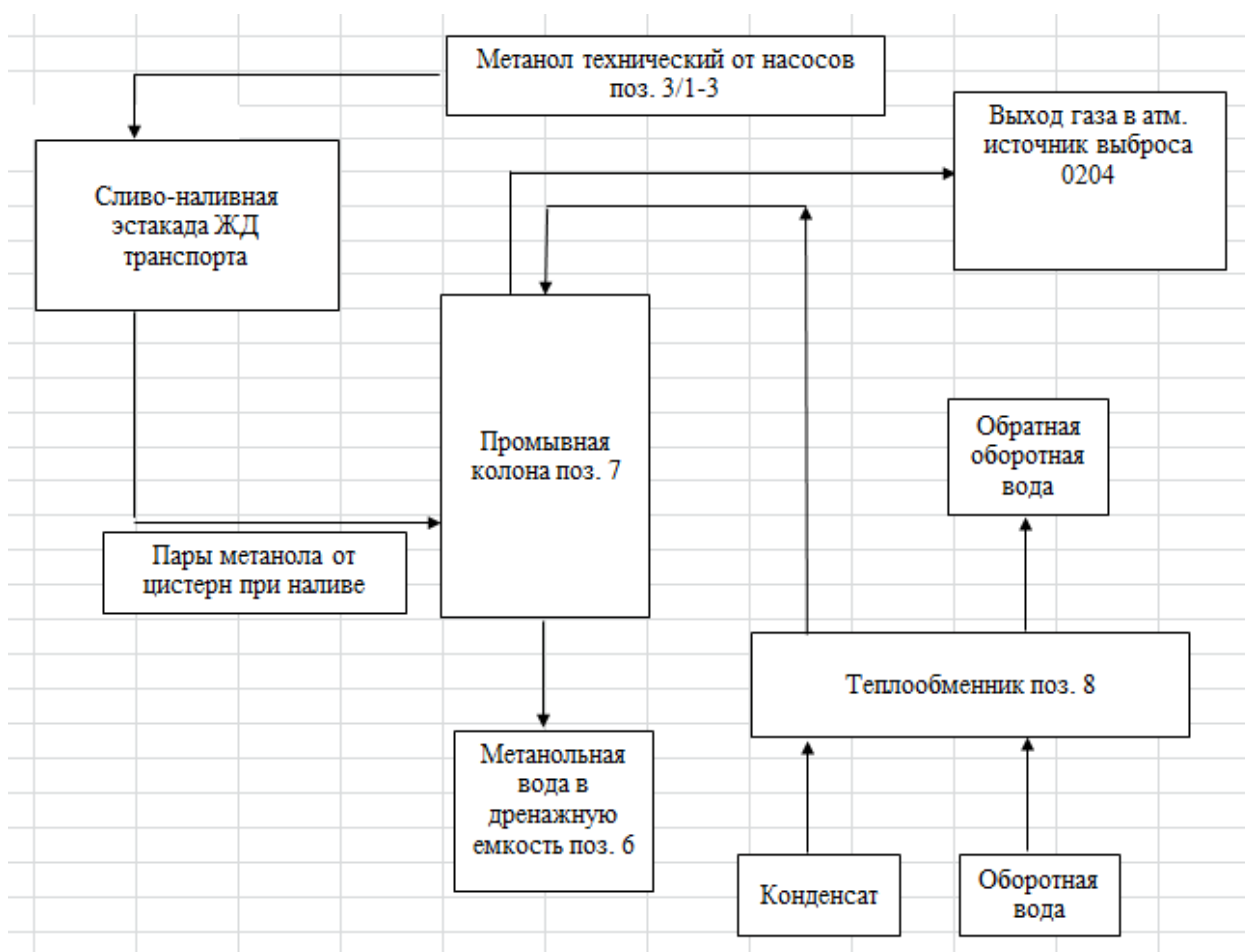 Метанол технический от насосов
поз. 3/1-3
Выход газа в атм.
источник выброса
0204
Сливо-наливная
эстакада ЖД
транспорта
Промывная
колона поз. 7
Обратная
оборотная
вода
Пары метанола от
цистерн при наливе
Теплообменник поз. 8
Метанольная
вода в
дренажную
емкость поз. 6
Конденсат
Оборотная
вода